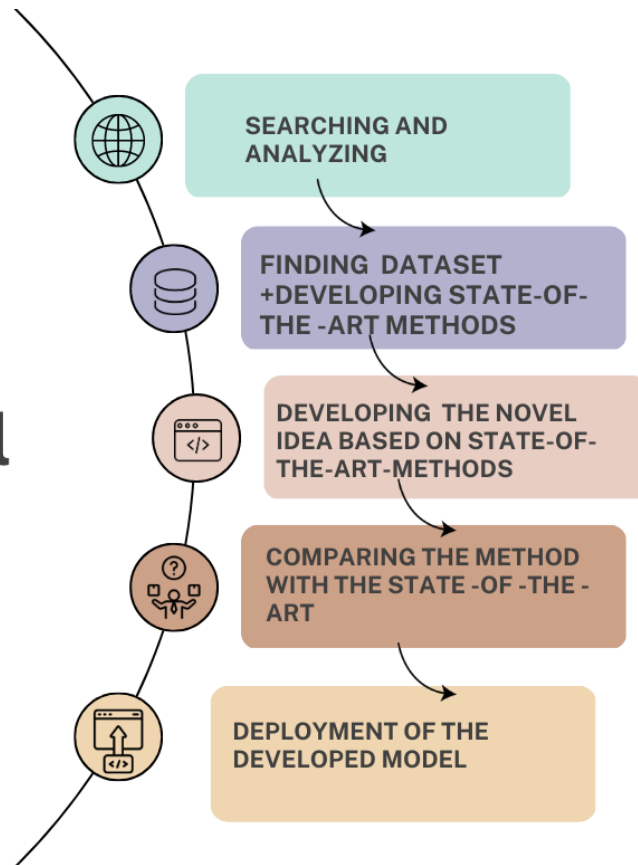 SEARCHING AND
ANALYZING
FINDING DATASET
+DEVELOPING STATE-OF-
THE -ART METHODS
DEVELOPING THE NOVEL
IDEA BASED ON STATE-OF-
THE-ART-METHODS
COMPARING THE METHOD
WITH THE STATE -OF -THE -
ART
DEPLOYMENT OF THE
DEVELOPED MODEL